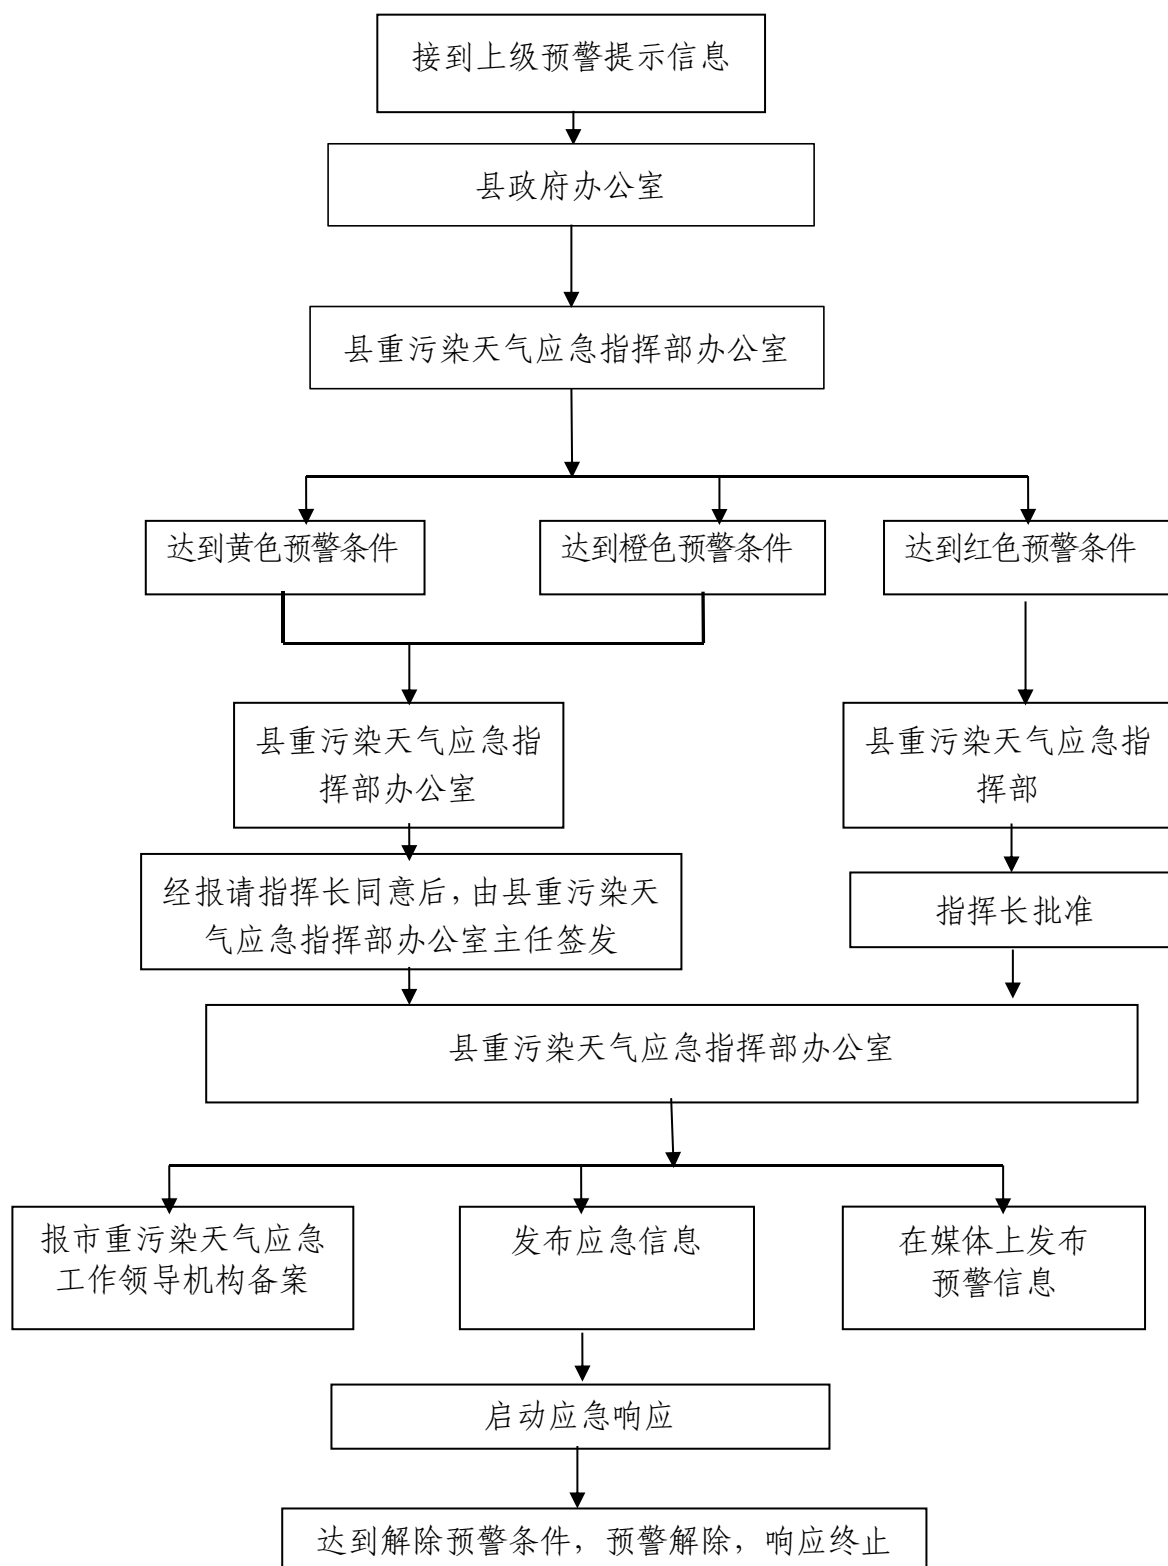 接到上级预警提示信息
县政府办公室
县重污染天气应急指挥部办公室
达到黄色预警条件
达到橙色预警条件
达到红色预警条件
县重污染天气应急指
挥部办公室
县重污染天气应急指
挥部
经报请指挥长同意后，由县重污染天
气应急指挥部办公室主任签发
指挥长批准
县重污染天气应急指挥部办公室
报市重污染天气应急
工作领导机构备案
发布应急信息
在媒体上发布
预警信息
启动应急响应
达到解除预警条件，预警解除，响应终止